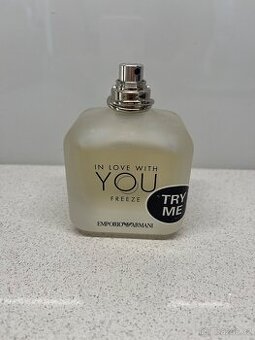 IN LOVE WITH
YOU
FREEZE
EMPORIO ARMANI
TRY
ME